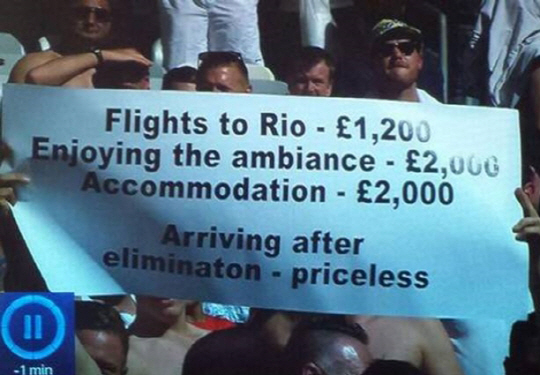 Flights to Rio - £1,200
Enjoying the ambiance - £2,000
Accommodation - £2,000
Arriving after
eliminaton - priceless
-1 min